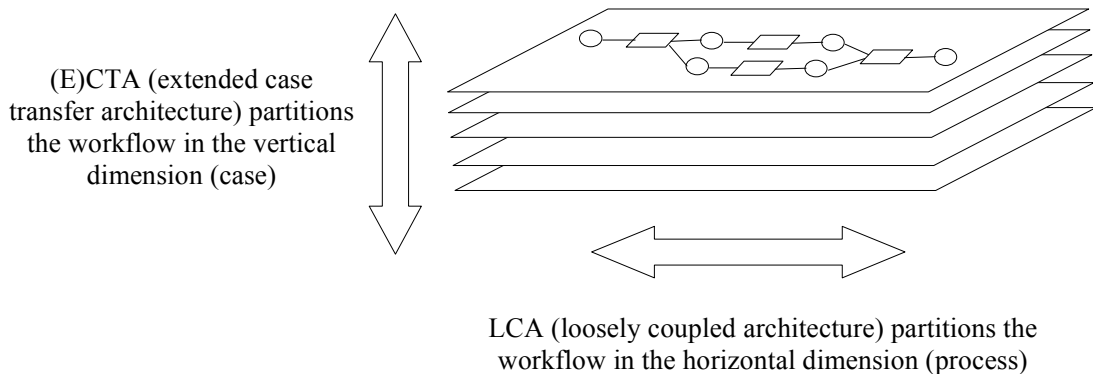 (E)CTA (extended case
transfer architecture) partitions
the workflow in the vertical
dimension (case)
LCA (loosely coupled architecture) partitions the
workflow in the horizontal dimension (process)